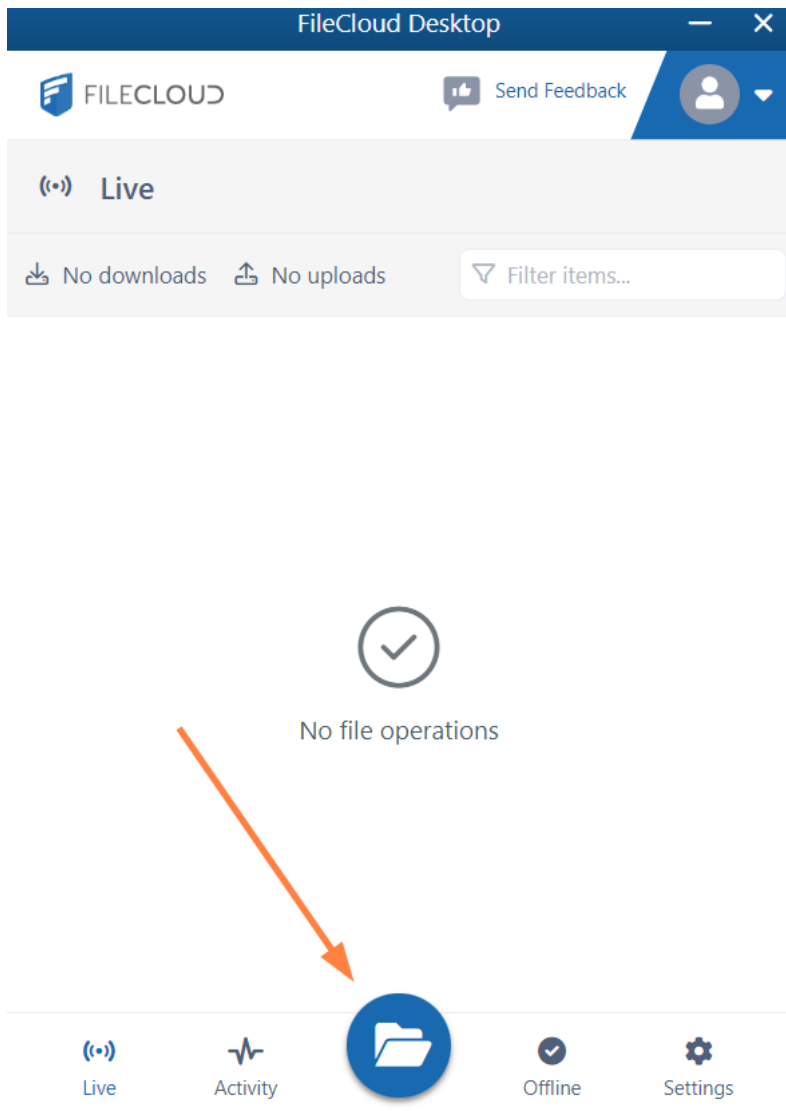 FileCloud Desktop
FILECLOUD
Send Feedback
Live
No downloads
No uploads
Filter items...
No file operations
Live
Activity
Offline
Settings